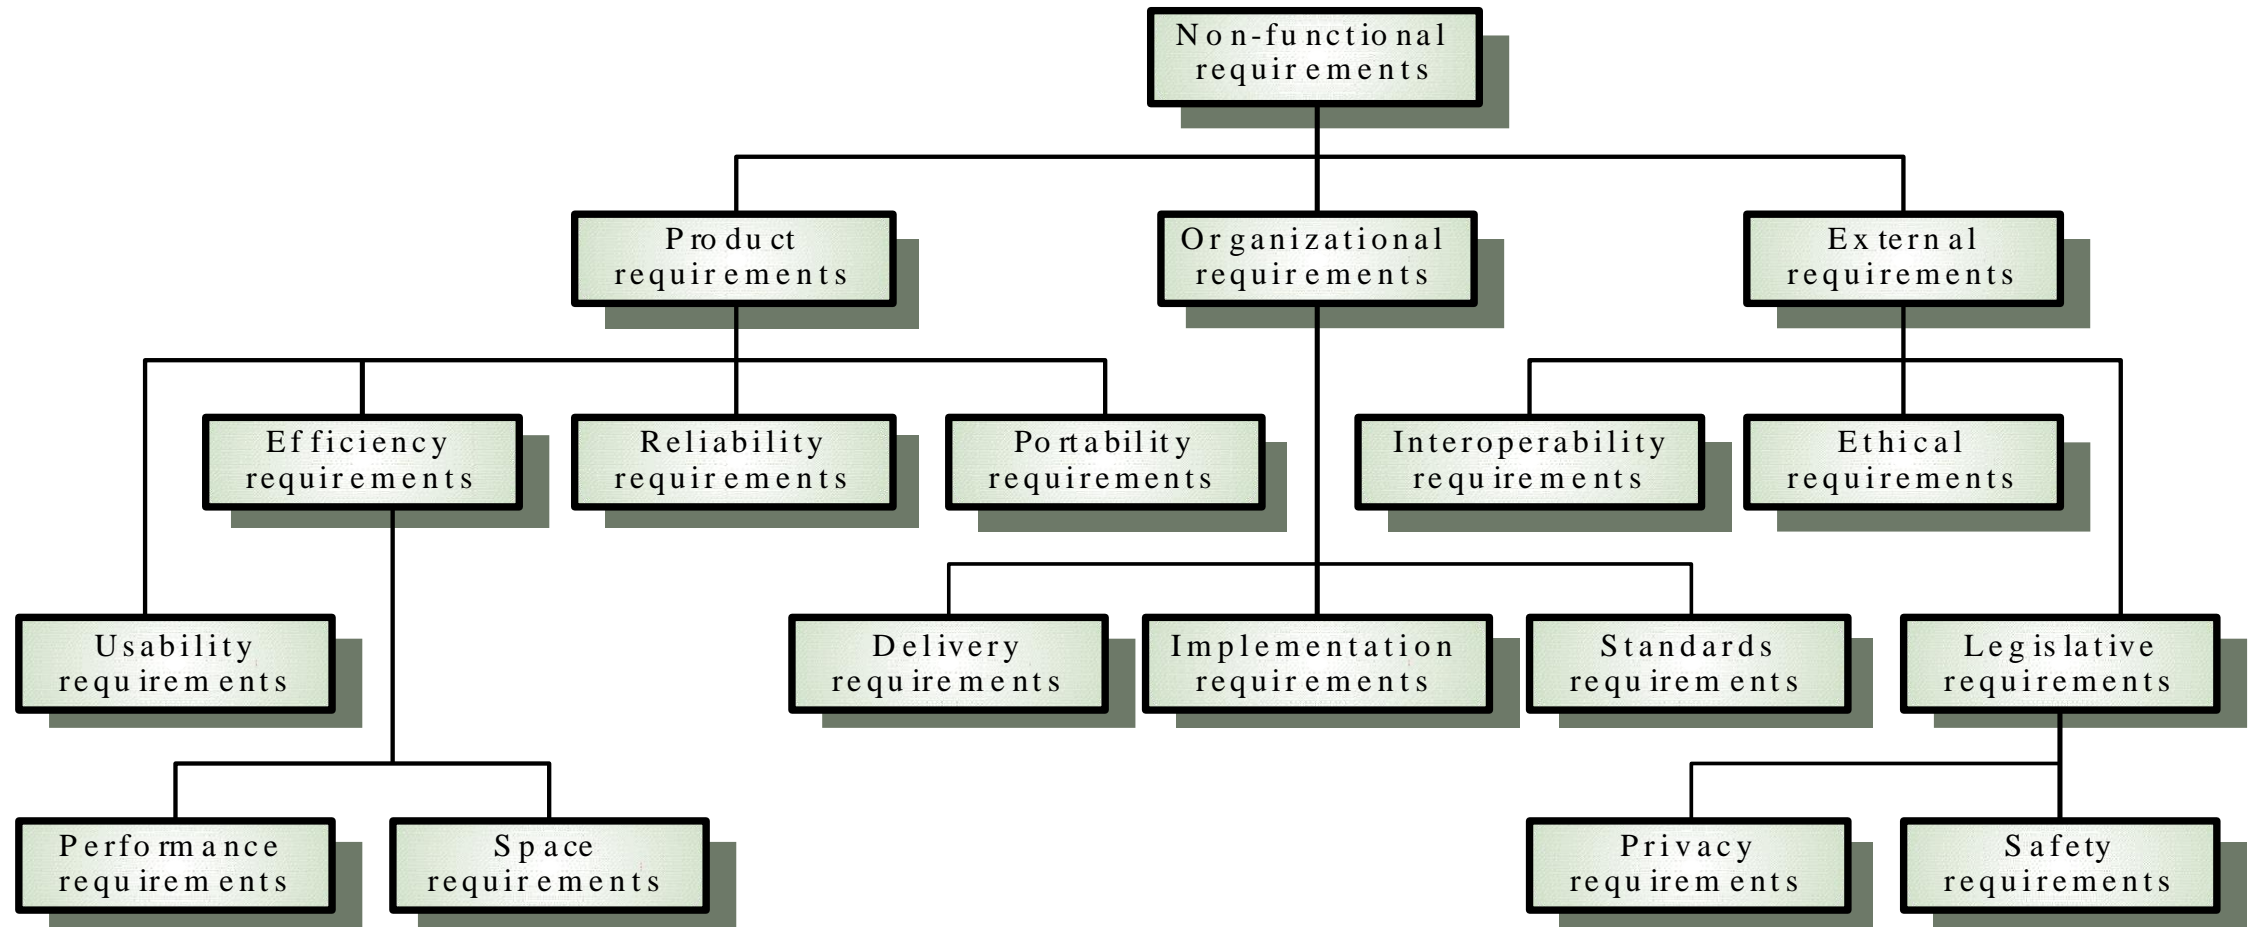 Non-functional
requirements
Product
requirements
Organizational
requirements
External
requirements
Efficiency
requirements
Reliability
requirements
Portability
requirements
Interoperability
requirements
Ethical
requirements
Usability
requirements
Delivery
requirements
Implementation
requirements
Standards
requirements
Legislative
requirements
Performance
requirements
Space
requirements
Privacy
requirements
Safety
requirements